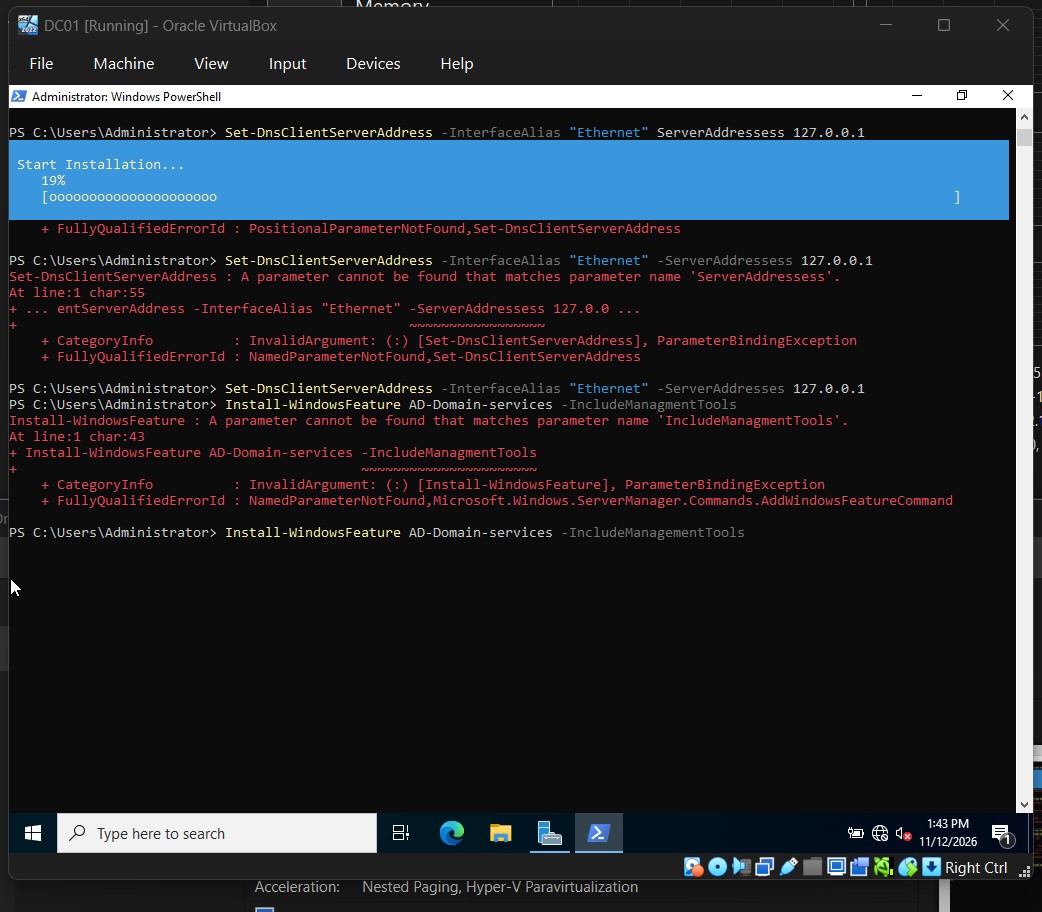 Memory
DC01 [Running] - Oracle VirtualBox
File Machine View Input Devices Help
Administrator: Windows PowerShell
PS C:\Users\Administrator> Set-DnsClientServerAddress -InterfaceAlias "Ethernet" ServerAddressess 127.0.0.1
Start Installation...
19%
[ooooooooooooooooooooo ]
+ FullyQualifiedErrorId : PositionalParameterNotFound,Set-DnsClientServerAddress
PS C:\Users\Administrator> Set-DnsClientServerAddress -InterfaceAlias "Ethernet" -ServerAddressess 127.0.0.1
Set-DnsClientServerAddress : A parameter cannot be found that matches parameter name 'ServerAddressess'.
At line:1 char:55
+ ... entServerAddress -InterfaceAlias "Ethernet" -ServerAddressess 127.0.0 ...
+ ~~~~~~~~~~~~~~~~~
+ CategoryInfo : InvalidArgument: (:) [Set-DnsClientServerAddress], ParameterBindingException
+ FullyQualifiedErrorId : NamedParameterNotFound,Set-DnsClientServerAddress
PS C:\Users\Administrator> Set-DnsClientServerAddress -InterfaceAlias "Ethernet" -ServerAddresses 127.0.0.1
PS C:\Users\Administrator> Install-WindowsFeature AD-Domain-services -IncludeManagmentTools
Install-WindowsFeature : A parameter cannot be found that matches parameter name 'IncludeManagmentTools'.
At line:1 char:43
+ Install-WindowsFeature AD-Domain-services -IncludeManagmentTools
+ ~~~~~~~~~~~~~~~~~~~~~~
+ CategoryInfo : InvalidArgument: (:) [Install-WindowsFeature], ParameterBindingException
+ FullyQualifiedErrorId : NamedParameterNotFound,Microsoft.Windows.ServerManager.Commands.AddWindowsFeatureCommand
PS C:\Users\Administrator> Install-WindowsFeature AD-Domain-services -IncludeManagementTools
Type here to search
1:43 PM
11/12/2026
1
Right Ctrl
Acceleration: Nested Paging, Hyper-V Paravirtualization